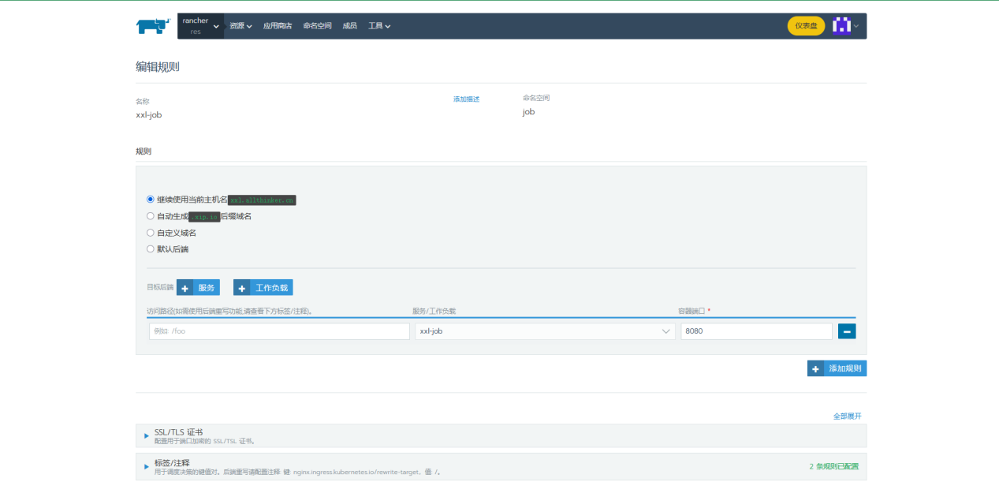 rancher
res
资源
应用商店
命名空间
成员
工具
仪表盘
编辑规则
名称
添加描述
命名空间
xxl-job
job
规则
继续使用当前主机名 xxl.allthinker.cn
自动生成 .xip.io 后缀域名
自定义域名
默认后端
目标后端
+ 服务
+ 工作负载
访问路径(如需使用后端重写功能,请查看下方标签/注释)。
服务/工作负载
容器端口 *
例如: /foo
xxl-job
8080
+ 添加规则
全部展开
SSL/TLS 证书
配置用于端口加密的 SSL/TSL 证书。
标签/注释
用于调度决策的键值对。后端重写请配置注释: 键: nginx.ingress.kubernetes.io/rewrite-target、值: /。
2 条规则已配置